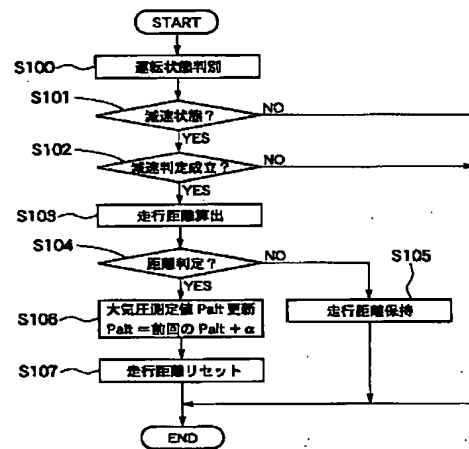 START
S100
運転状態判別
S101
減速状態?
NO
YES
S102
減速判定成立?
NO
YES
S103
走行距離算出
S104
距離判定?
NO
YES
S105
走行距離保持
S106
大気圧測定値 Palt 更新
Palt =前回の Palt + α
S107
走行距離リセット
END